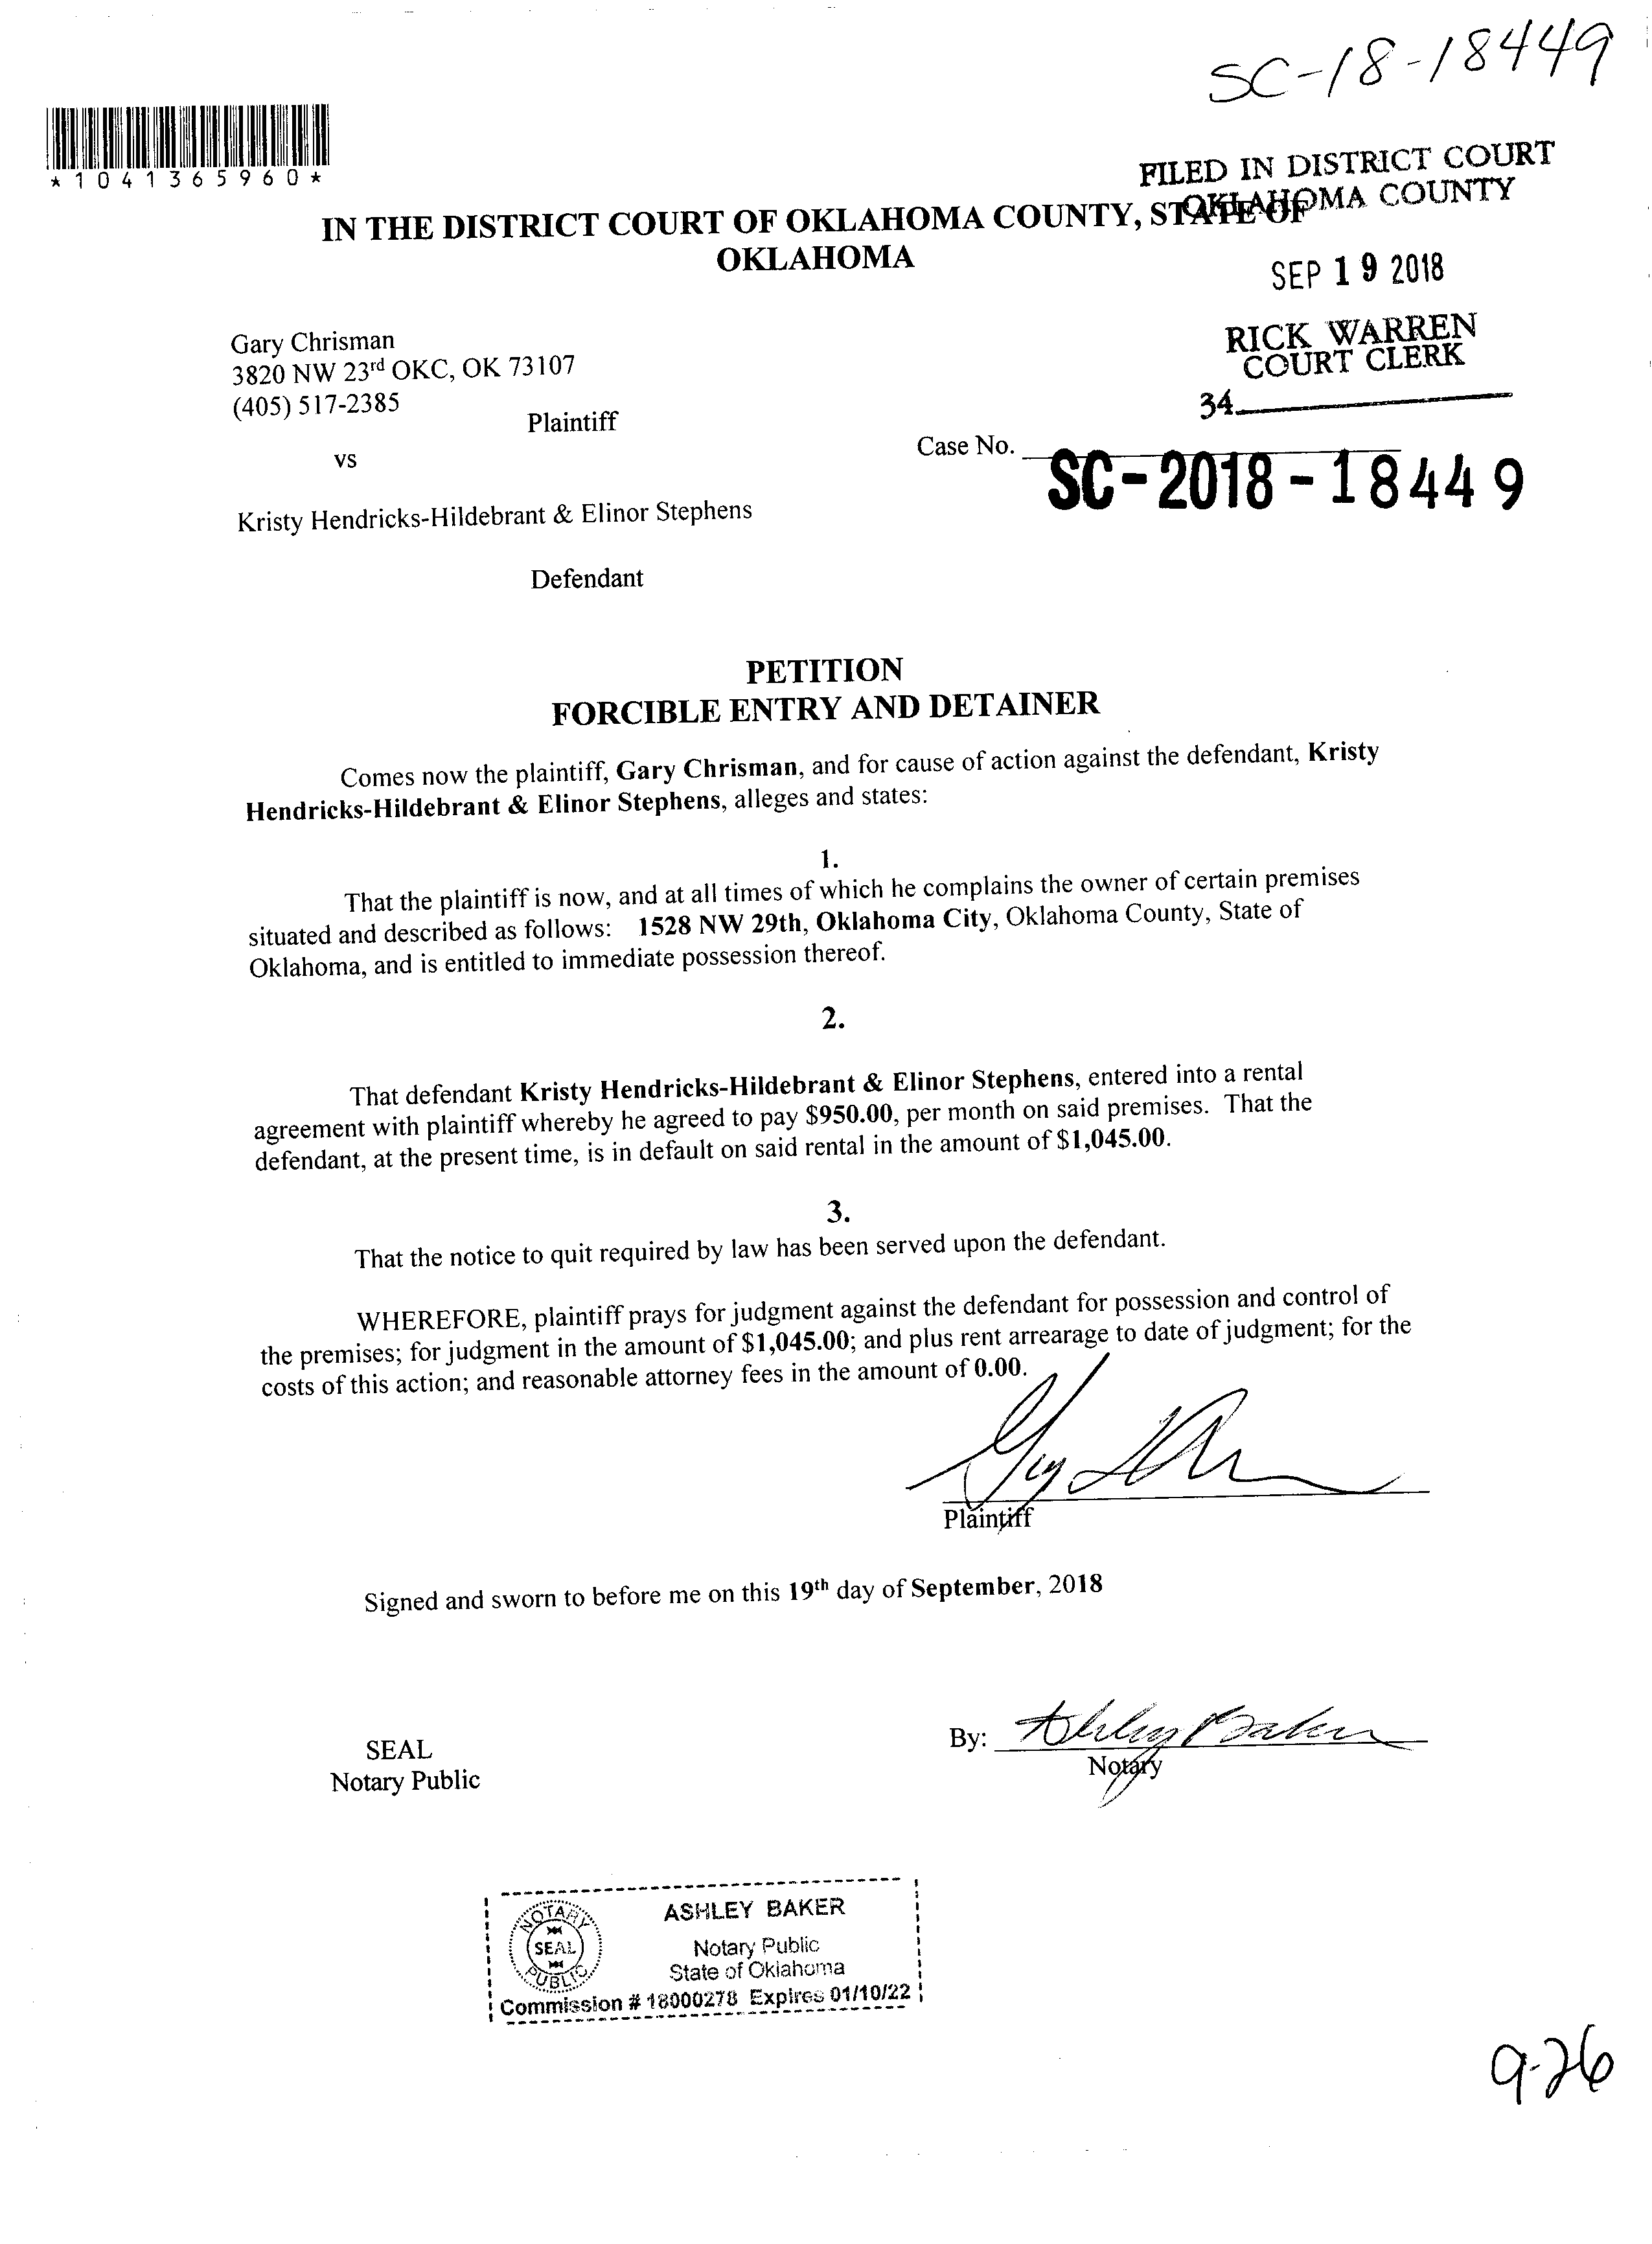 SC-18-18449
*1041365960*
FILED IN DISTRICT COURT
OKLAHOMA COUNTY
IN THE DISTRICT COURT OF OKLAHOMA COUNTY, STATE OF
OKLAHOMA
SEP 19 2018
RICK WARREN
COURT CLERK
34
Gary Chrisman
3820 NW 23rd OKC, OK 73107
(405) 517-2385
Plaintiff
vs
Case No. SC-2018-18449
Kristy Hendricks-Hildebrant & Elinor Stephens
Defendant
PETITION
FORCIBLE ENTRY AND DETAINER
Comes now the plaintiff, Gary Chrisman, and for cause of action against the defendant, Kristy
Hendricks-Hildebrant & Elinor Stephens, alleges and states:
1.
That the plaintiff is now, and at all times of which he complains the owner of certain premises
situated and described as follows: 1528 NW 29th, Oklahoma City, Oklahoma County, State of
Oklahoma, and is entitled to immediate possession thereof.
2.
That defendant Kristy Hendricks-Hildebrant & Elinor Stephens, entered into a rental
agreement with plaintiff whereby he agreed to pay $950.00, per month on said premises. That the
defendant, at the present time, is in default on said rental in the amount of $1,045.00.
3.
That the notice to quit required by law has been served upon the defendant.
WHEREFORE, plaintiff prays for judgment against the defendant for possession and control of
the premises; for judgment in the amount of $1,045.00; and plus rent arrearage to date of judgment; for the
costs of this action; and reasonable attorney fees in the amount of 0.00.
Plaintiff
Signed and sworn to before me on this 19th day of September, 2018
By: Ashley Baker
Notary
SEAL
Notary Public
NOTARY
SEAL
PUBLIC
ASHLEY BAKER
Notary Public
State of Oklahoma
Commission # 18000278 Expires 01/10/22
9-26